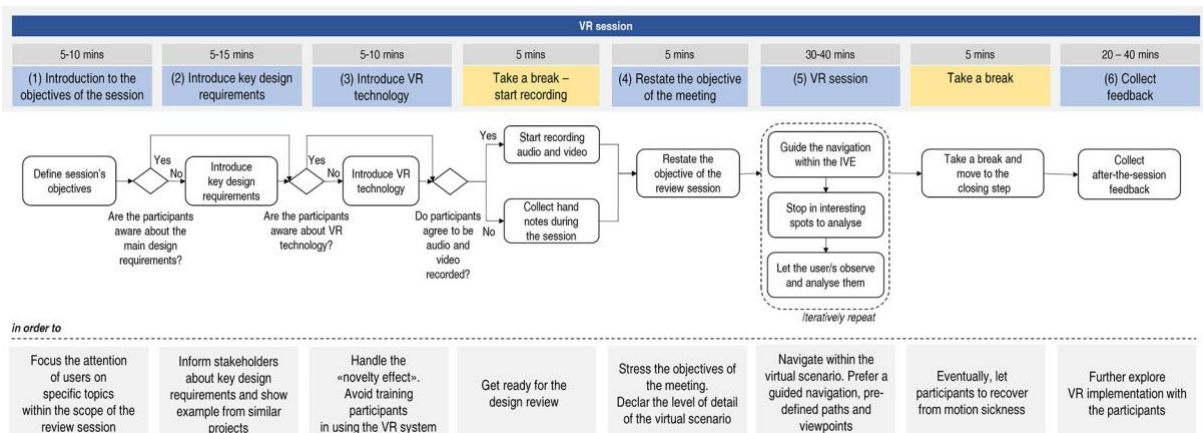 VR session
5-10 mins
5-15 mins
5-10 mins
5 mins
5 mins
30-40 mins
5 mins
20 – 40 mins
(1) Introduction to the
objectives of the session
(2) Introduce key design
requirements
(3) Introduce VR
technology
Take a break –
start recording
(4) Restate the objective
of the meeting
(5) VR session
Take a break
(6) Collect
feedback
Define session's
objectives
Yes
No
Are the participants
aware about the
main design
requirements?
Introduce
key design
requirements
Yes
No
Are the participants
aware about VR
technology?
Introduce VR
technology
Do participants
agree to be
audio and
video
recorded?
Yes
No
Start recording
audio and video
Collect hand
notes during
the session
Restate the
objective of the
review session
Guide the navigation
within the IVE
Stop in interesting
spots to analyse
Let the user/s observe
and analyse them
Iteratively repeat
Take a break and
move to the
closing step
Collect
after-the-session
feedback
in order to
Focus the attention
of users on
specific topics
within the scope of the
review session
Inform stakeholders
about key design
requirements and show
example from similar
projects
Handle the
«novelty effect».
Avoid training
participants
in using the VR system
Get ready for the
design review
Stress the objectives of
the meeting.
Declar the level of detail
of the virtual scenario
Navigate within the
virtual scenario. Prefer a
guided navigation, pre-
defined paths and
viewpoints
Eventually, let
participants to recover
from motion sickness
Further explore
VR implementation with
the participants